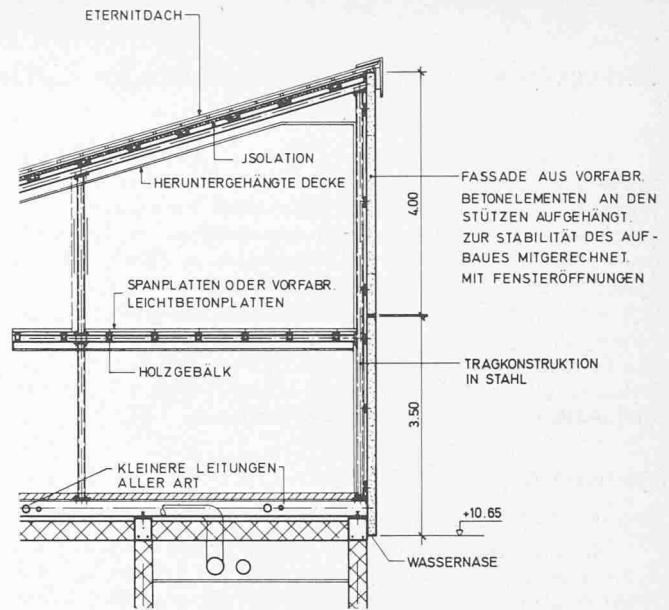 ETERNITDACH
JSOLATION
HERUNTERGEHÄNGTE DECKE
FASSADE AUS VORFABR.
BETONELEMENTEN AN DEN
STÜTZEN AUFGEHÄNGT.
ZUR STABILITÄT DES AUF-
BAUES MITGERECHNET.
MIT FENSTERÖFFNUNGEN
4.00
SPANPLATTEN ODER VORFABR.
LEICHTBETONPLATTEN
HOLZGEBÄLK
TRAGKONSTRUKTION
IN STAHL
3.50
KLEINERE LEITUNGEN
ALLER ART
+10.65
WASSERNASE